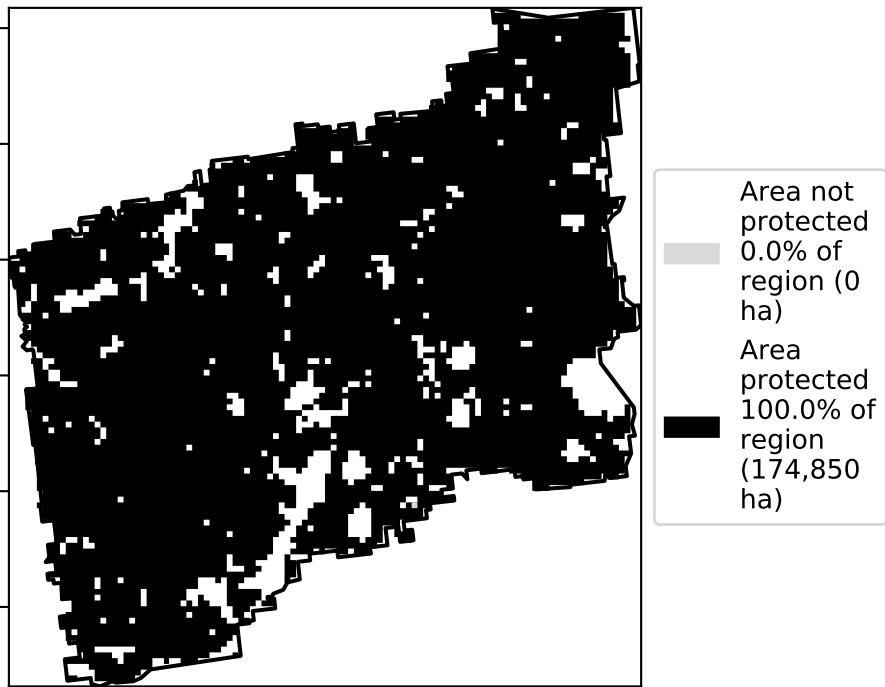 Area not
protected
0.0% of
region (0
ha)
Area
protected
100.0% of
region
(174,850
ha)